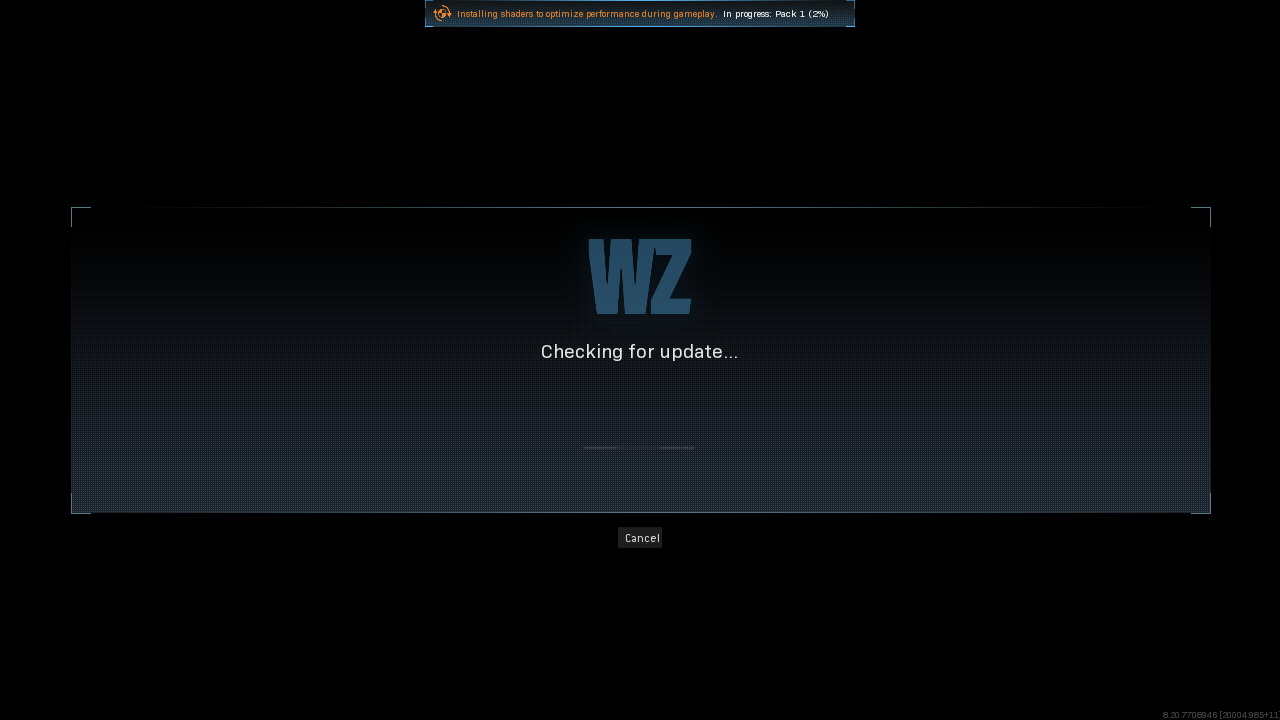 Installing shaders to optimize performance during gameplay. In progress: Pack 1 (2%)
WZ
Checking for update...
Cancel
8.20.7708946 [20004:985+11]